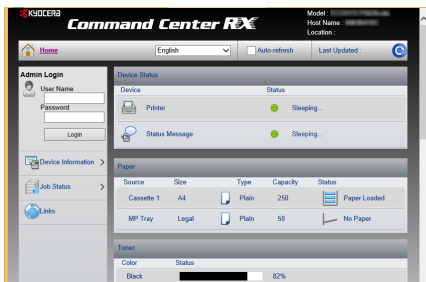 KYOCERA
Command Center RX
Model :
Host Name :
Location :
Home
English
Auto-refresh
Last Updated :
Admin Login
User Name
Password
Login
Device Information
Job Status
Links
Device Status
Device Status
Printer Sleeping...
Status Message Sleeping...
Paper
Source Size Type Capacity Status
Cassette 1 A4 Plain 250 Paper Loaded
MP Tray Legal Plain 50 No Paper
Toner
Color Status
Black 82%